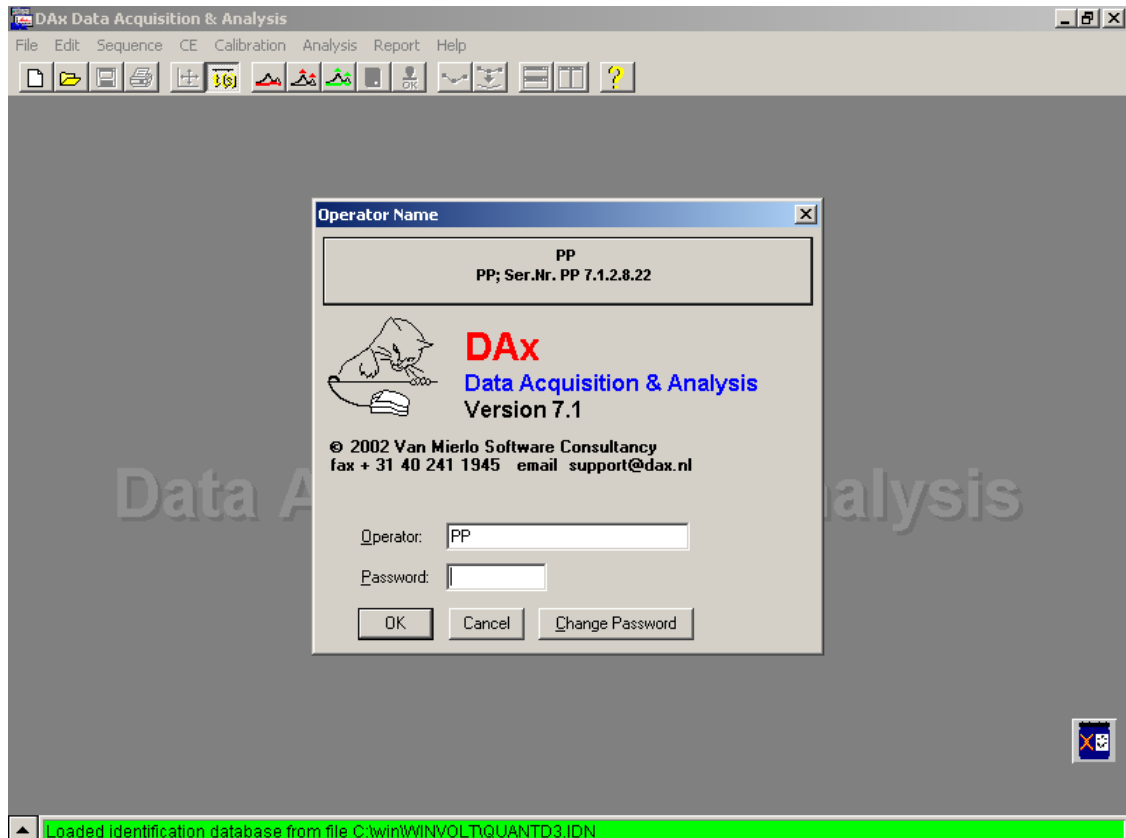 DAx Data Acquisition & Analysis
File Edit Sequence CE Calibration Analysis Report Help
t(s)
OK
?
Operator Name
PP
PP; Ser.Nr. PP 7.1.2.8.22
DAx
Data Acquisition & Analysis
Version 7.1
© 2002 Van Mierlo Software Consultancy
fax + 31 40 241 1945 email support@dax.nl
Data A alysis
Operator: PP
Password:
OK Cancel Change Password
Loaded identification database from file C:\win\WINVOLT\QUANTD3.IDN